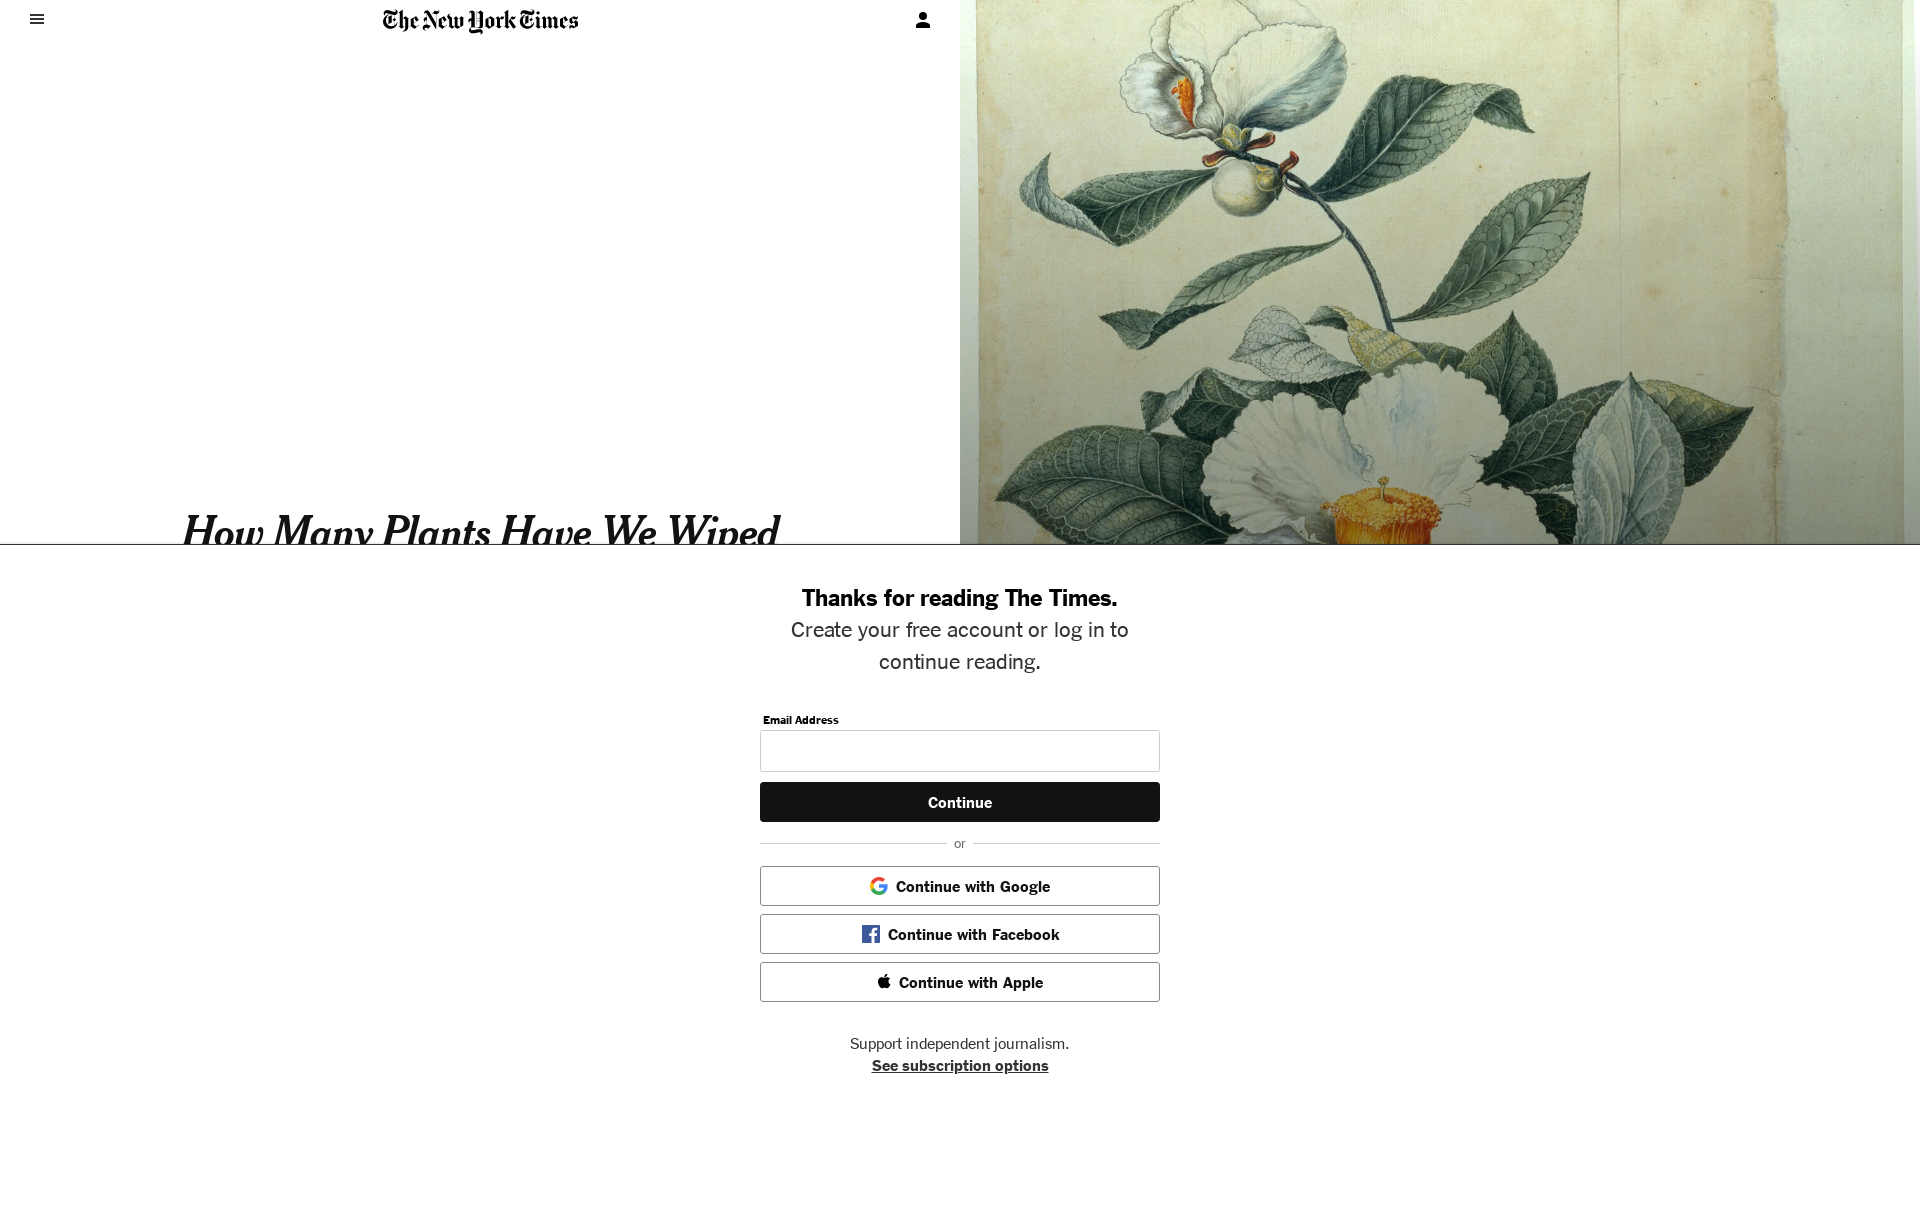 The New York Times
How Many Plants Have We Wiped
Thanks for reading The Times.
Create your free account or log in to
continue reading.
Email Address
Continue
or
Continue with Google
Continue with Facebook
Continue with Apple
Support independent journalism.
See subscription options